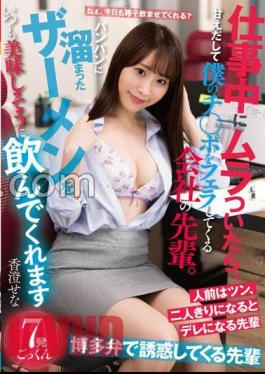 ねぇ、今日も精子飲ませてくれる?
仕事中にムラついたら?
甘えだして僕のチ○ポをフェラしてくる
会社の先輩。
パンパンに
溜まった
ザーメン
いつも美味しそうに
飲んでくれます
香澄せな
7発
ごっくん
人前はツン、
二人きりになると
デレになる先輩
博多弁で誘惑してくる先輩